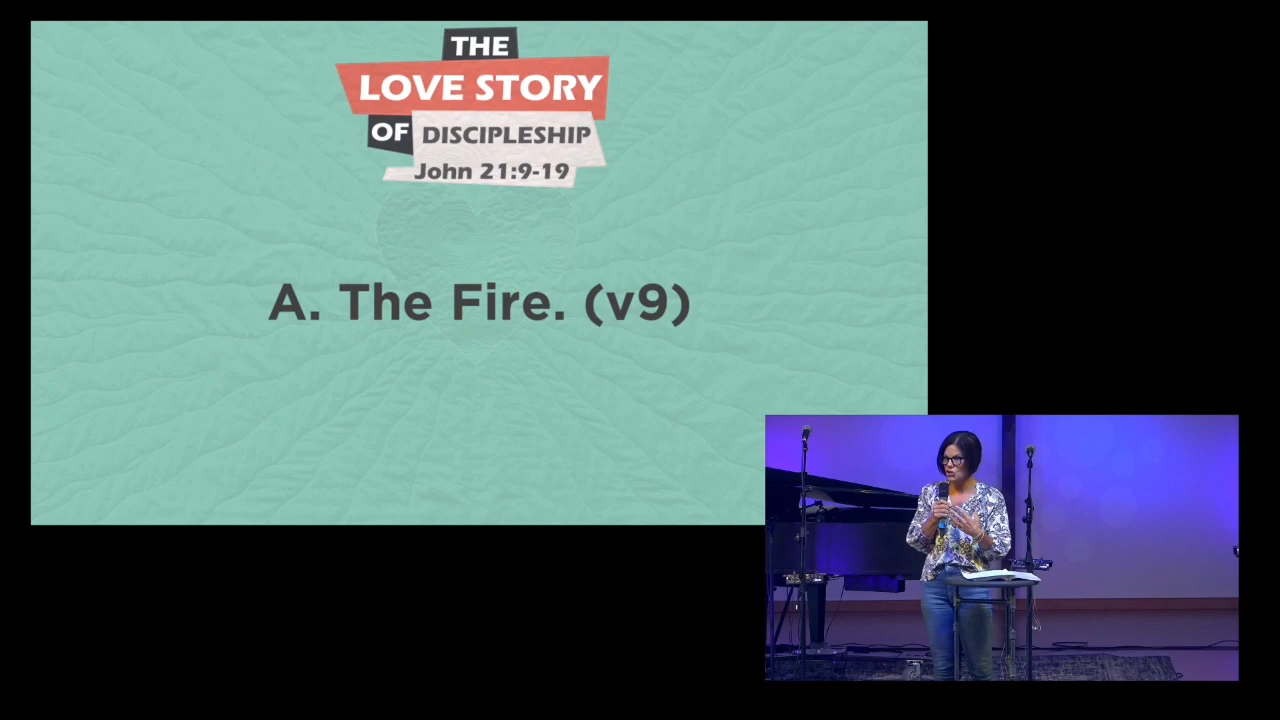 THE
LOVE STORY
OF DISCIPLESHIP
John 21:9-19
A. The Fire. (v9)